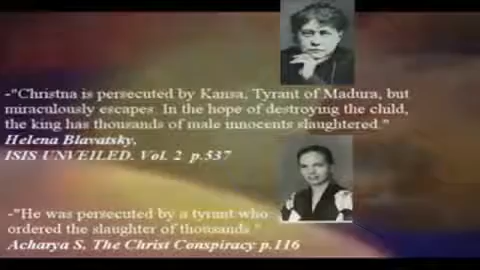 -"Christna is persecuted by Kansa, Tyrant of Madura, but
miraculously escapes. In the hope of destroying the child,
the king has thousands of male innocents slaughtered."
Helena Blavatsky,
ISIS UNVEILED, Vol. 2 p.537
-"He was persecuted by a tyrant who
ordered the slaughter of thousands."
Acharya S. The Christ Conspiracy p.116